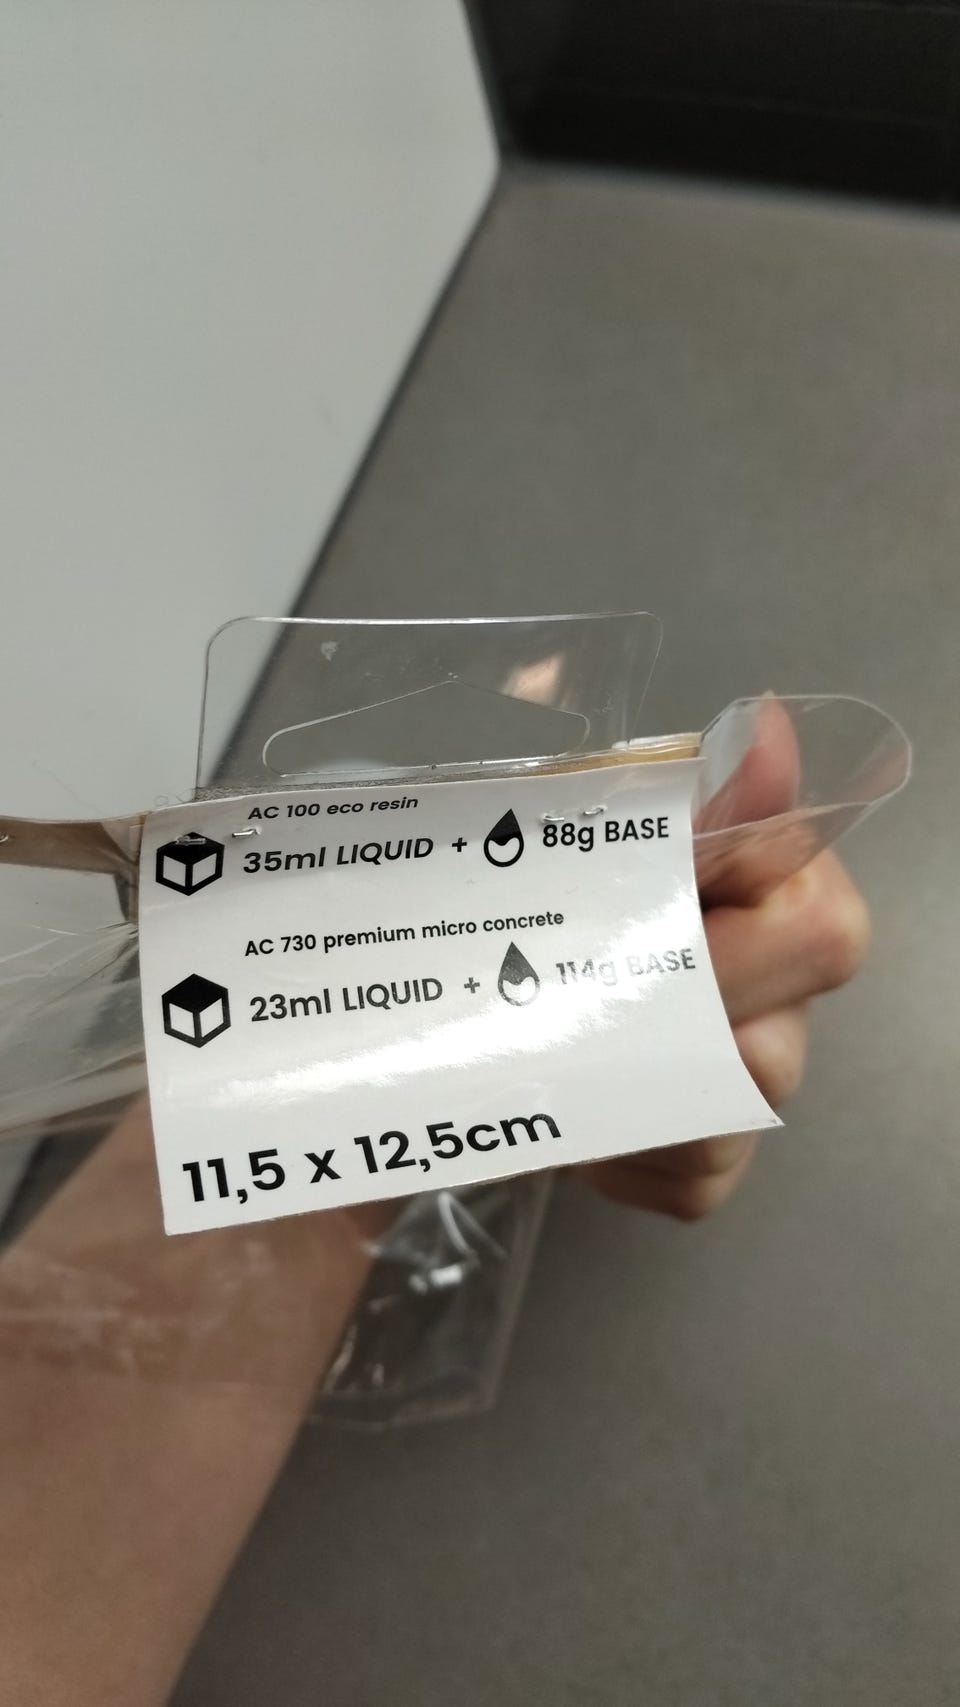 AC 100 eco resin
35ml LIQUID + 88g BASE
AC 730 premium micro concrete
23ml LIQUID + 114g BASE
11,5 x 12,5cm